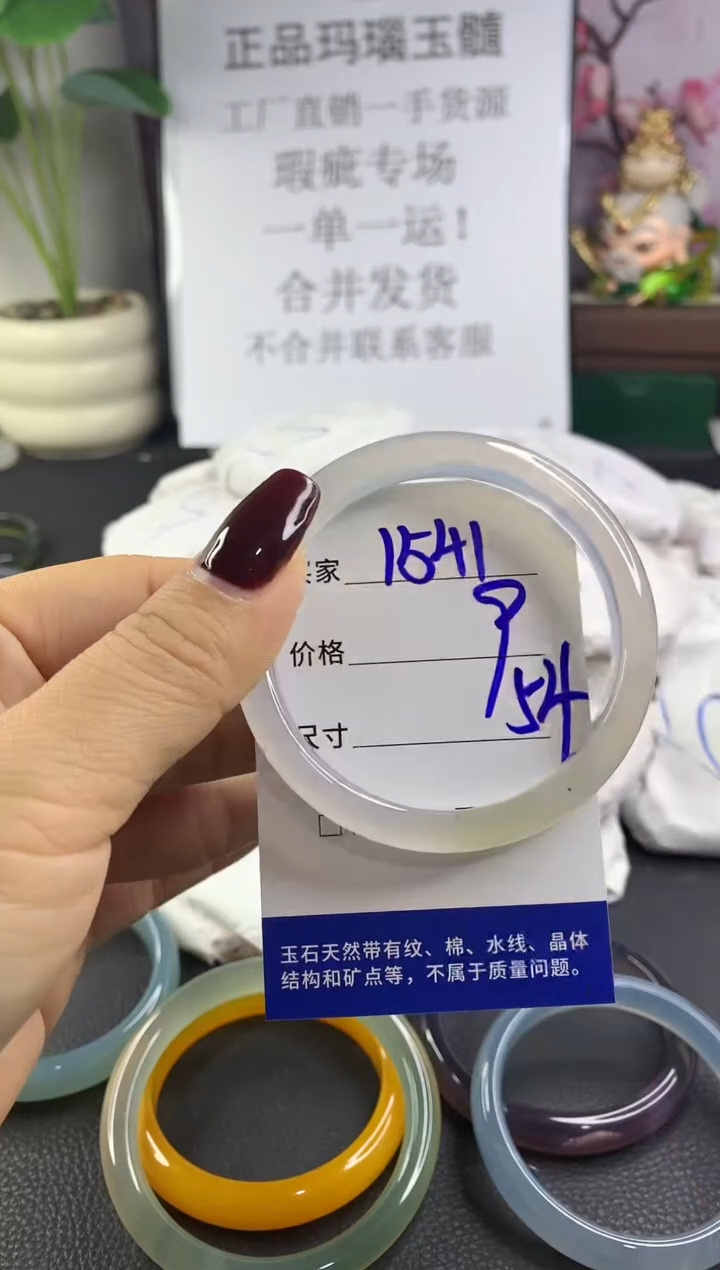 正品玛瑙玉髓
工厂直销一手货源
瑕疵专场
一单一运！
合并发货
不合并联系客服
家 1541
价格
尺寸 54
玉石天然带有纹、棉、水线、晶体
结构和矿点等，不属于质量问题。